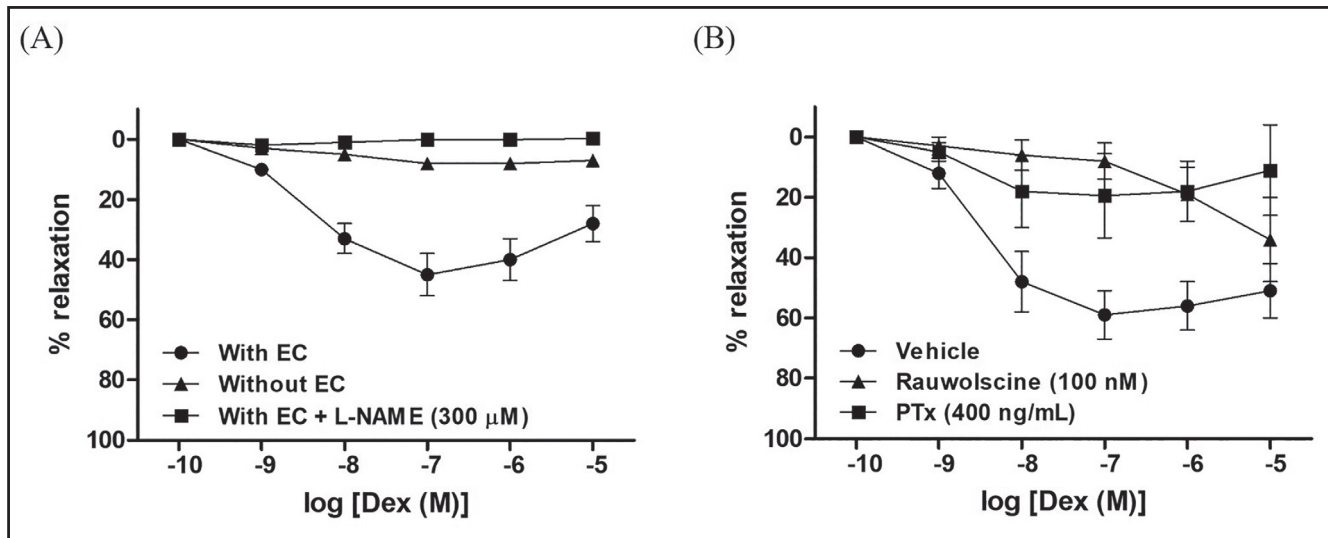 (A)
0
20
40
60
80
100
% relaxation
With EC
Without EC
With EC + L-NAME (300 μM)
-10 -9 -8 -7 -6 -5
log [Dex (M)]
(B)
0
20
40
60
80
100
% relaxation
Vehicle
Rauwolscine (100 nM)
PTx (400 ng/mL)
-10 -9 -8 -7 -6 -5
log [Dex (M)]